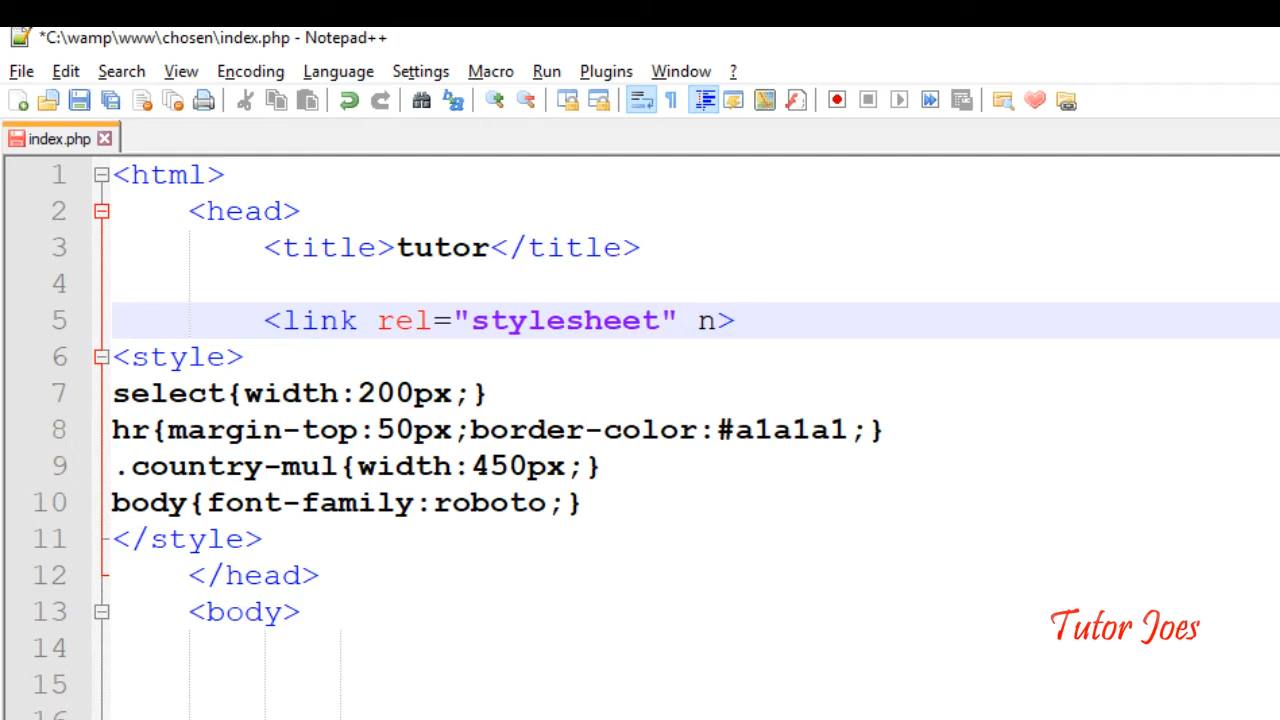 *C:\wamp\www\chosen\index.php - Notepad++
File Edit Search View Encoding Language Settings Macro Run Plugins Window ?
index.php
1 <html>
2 <head>
3 <title>tutor</title>
4
5 <link rel="stylesheet" n>
6 <style>
7 select{width:200px;}
8 hr{margin-top:50px;border-color:#a1a1a1;}
9 .country-mul{width:450px;}
10 body{font-family:roboto;}
11 </style>
12 </head>
13 <body>
14
15
16
Tutor Joes